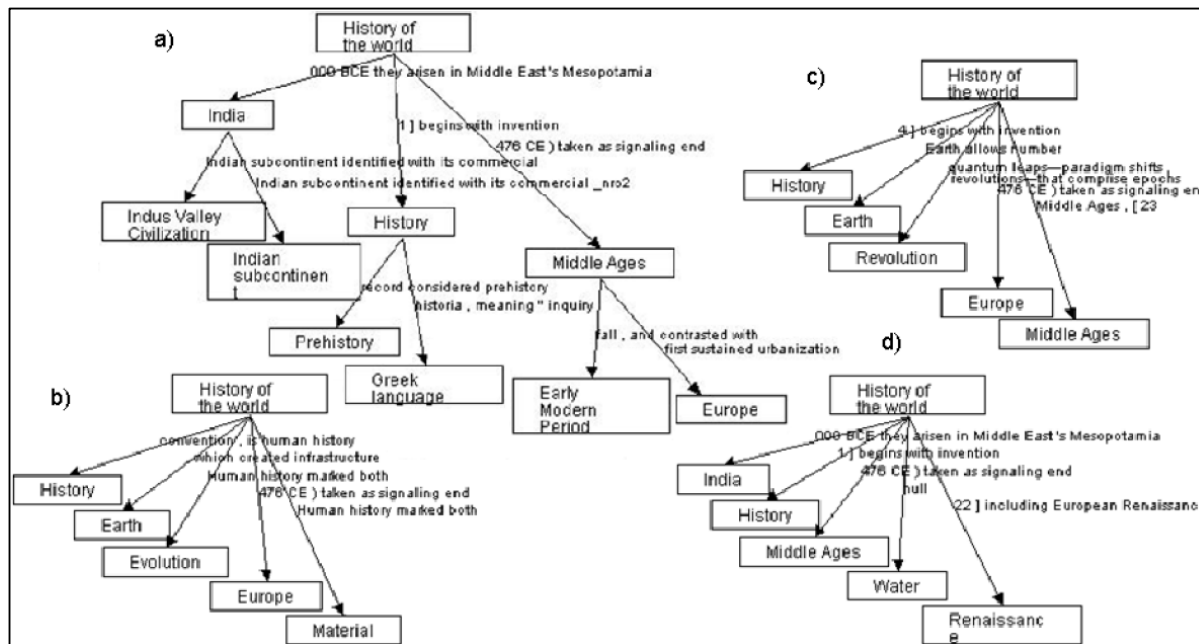 a)
History of
the world
000 BCE they arisen in Middle East's Mesopotamia
India
1 ] begins with invention
476 CE ) taken as signaling end
Indian subcontinent identified with its commercial
Indian subcontinent identified with its commercial _nro2
Indus Valley
Civilization
Indian
subcontinen
t
History
Middle Ages
record considered prehistory
historia , meaning " inquiry
Prehistory
Greek
language
fall , and contrasted with
first sustained urbanization
Early
Modern
Period
Europe
c)
History of
the world
4 ] begins with invention
Earth allows number
quantum leaps—paradigm shifts,
revolutions—that comprise epochs
476 CE ) taken as signaling en
Middle Ages , [ 23
History
Earth
Revolution
Europe
Middle Ages
b)
History of
the world
convention , is human history
which created infrastructure
Human history marked both
476 CE ) taken as signaling end
Human history marked both
History
Earth
Evolution
Europe
Material
d)
History of
the world
000 BCE they arisen in Middle East's Mesopotamia
1 ] begins with invention
476 CE ) taken as signaling end
null
22 ] including European Renaissanc
India
History
Middle Ages
Water
Renaissanc
e